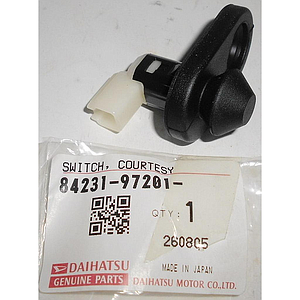 SWITCH, COURTESY
84231-97201-
QTY: 1
260805
MADE IN JAPAN
DAIHATSU
GENUINE PARTS
DAIHATSU MOTOR CO.,LTD.